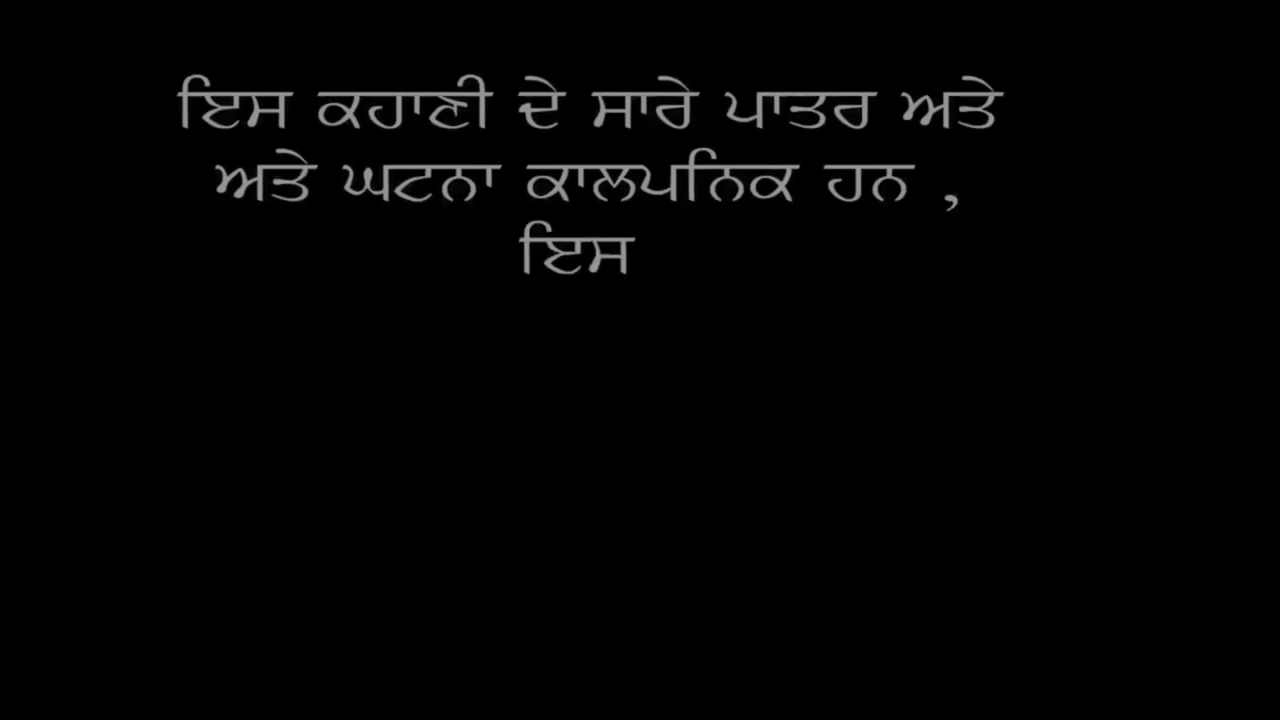 ਇਸ ਕਹਾਣੀ ਦੇ ਸਾਰੇ ਪਾਤਰ ਅਤੇ
ਅਤੇ ਘਟਨਾ ਕਾਲਪਨਿਕ ਹਨ ,
ਇਸ